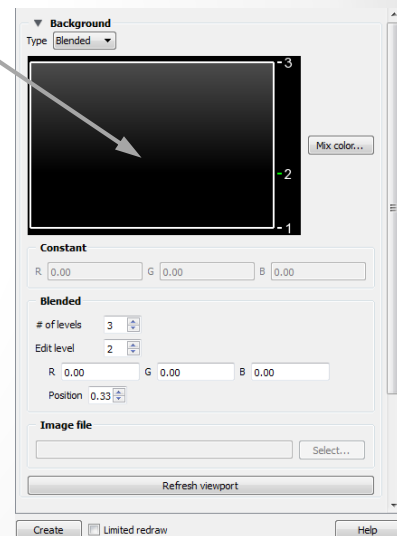 Background
Type Blended
3
Mix color...
2
1
Constant
R 0.00 G 0.00 B 0.00
Blended
# of levels 3
Edit level 2
R 0.00 G 0.00 B 0.00
Position 0.33
Image file
Select...
Refresh viewport
Create Limited redraw Help